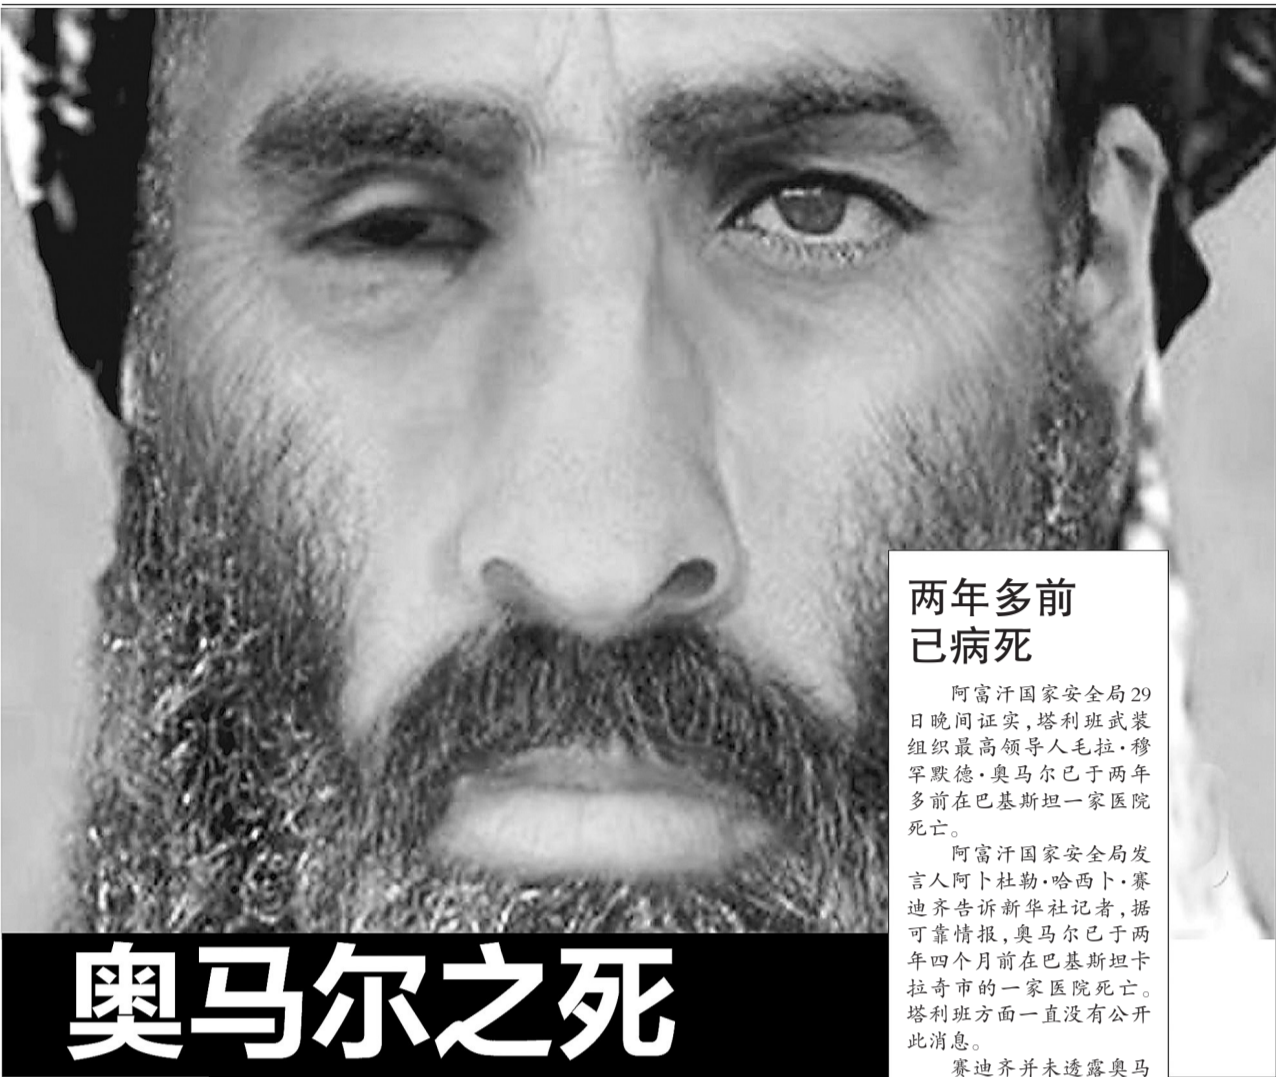 奥马尔之死
两年多前
已病死
阿富汗国家安全局29
日晚间证实,塔利班武装
组织最高领导人毛拉·穆
罕默德·奥马尔已于两年
多前在巴基斯坦一家医院
死亡。
阿富汗国家安全局发
言人阿卜杜勒·哈西卜·赛
迪齐告诉新华社记者,据
可靠情报,奥马尔已于两
年四个月前在巴基斯坦卡
拉奇市的一家医院死亡。
塔利班方面一直没有公开
此消息。
赛迪齐并未透露奥马